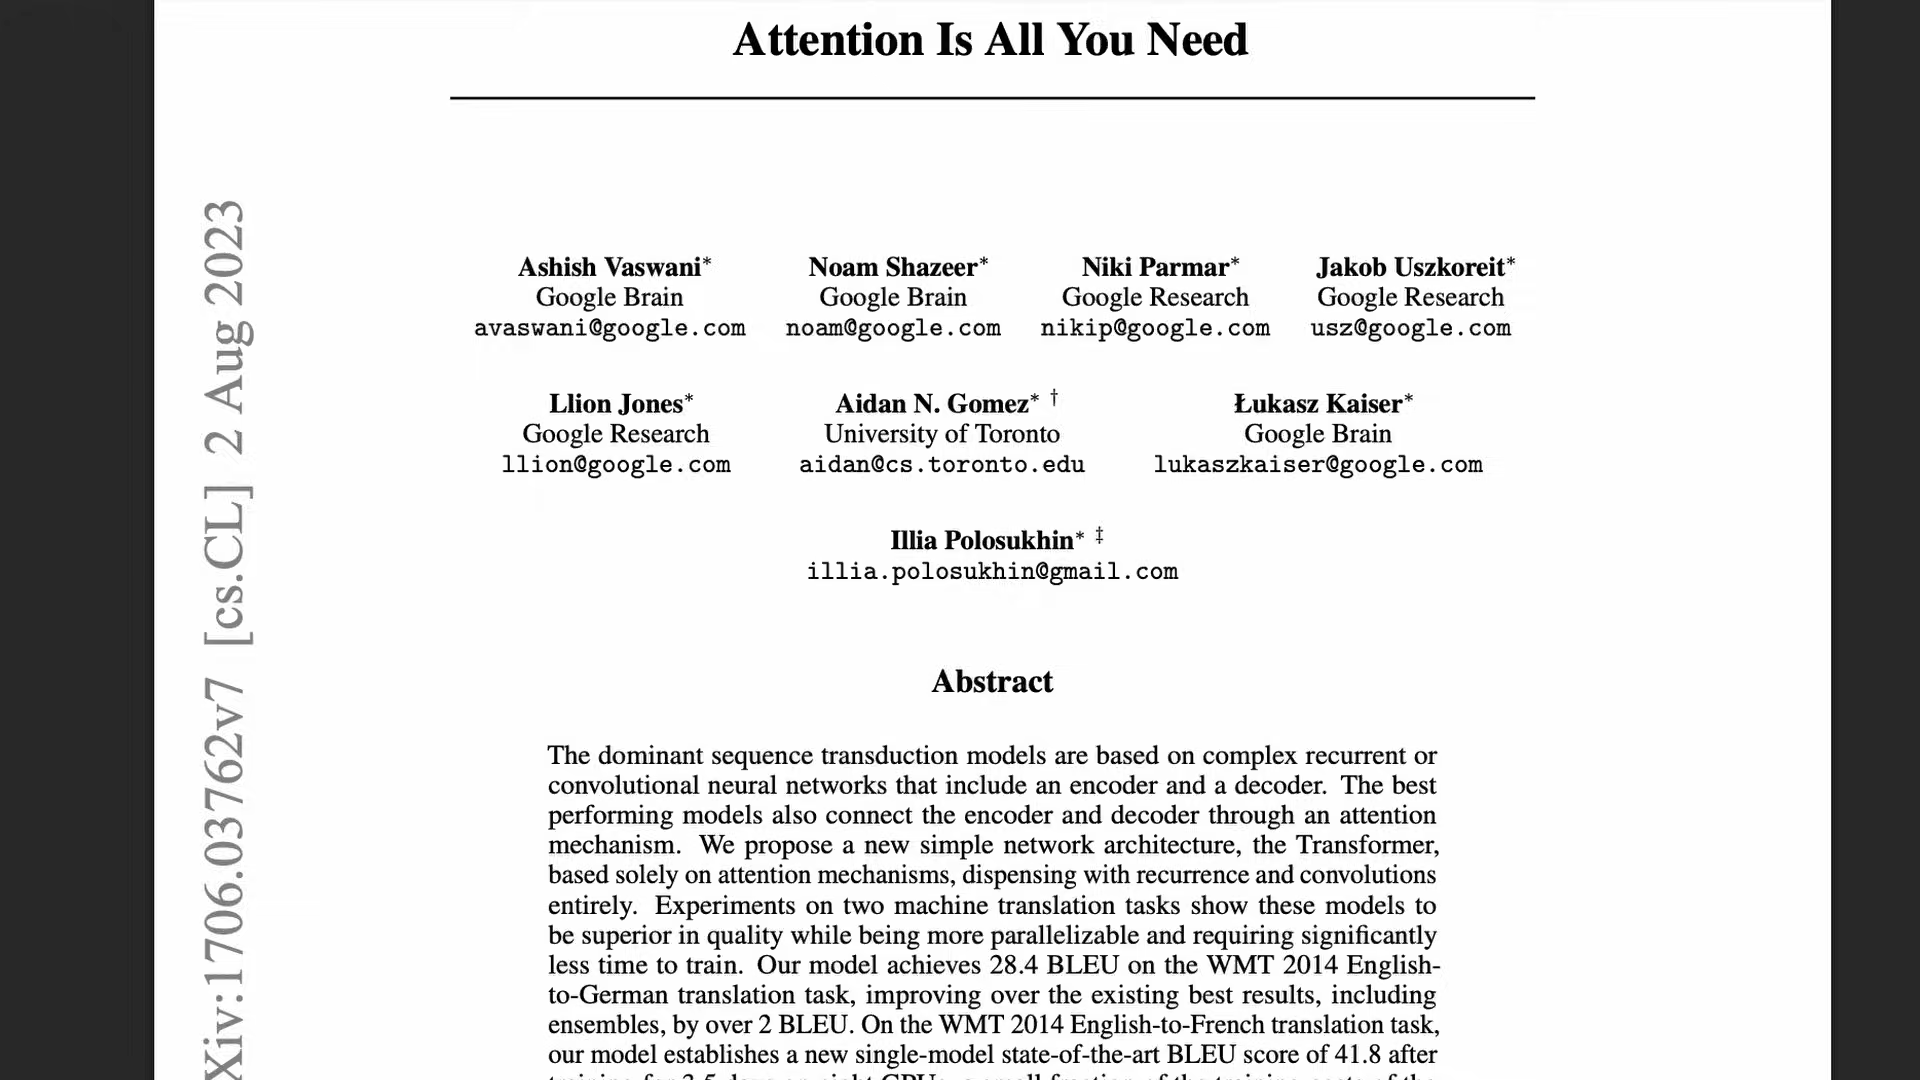 Attention Is All You Need
Ashish Vaswani* Noam Shazeer* Niki Parmar* Jakob Uszkoreit*
Google Brain Google Brain Google Research Google Research
avaswani@google.com noam@google.com nikip@google.com usz@google.com
Llion Jones* Aidan N. Gomez* † Łukasz Kaiser*
Google Research University of Toronto Google Brain
llion@google.com aidan@cs.toronto.edu lukaszkaiser@google.com
Illia Polosukhin* ‡
illia.polosukhin@gmail.com
Abstract
The dominant sequence transduction models are based on complex recurrent or
convolutional neural networks that include an encoder and a decoder. The best
performing models also connect the encoder and decoder through an attention
mechanism. We propose a new simple network architecture, the Transformer,
based solely on attention mechanisms, dispensing with recurrence and convolutions
entirely. Experiments on two machine translation tasks show these models to
be superior in quality while being more parallelizable and requiring significantly
less time to train. Our model achieves 28.4 BLEU on the WMT 2014 English-
to-German translation task, improving over the existing best results, including
ensembles, by over 2 BLEU. On the WMT 2014 English-to-French translation task,
our model establishes a new single-model state-of-the-art BLEU score of 41.8 after
Xiv:1706.03762v7 [cs.CL] 2 Aug 2023